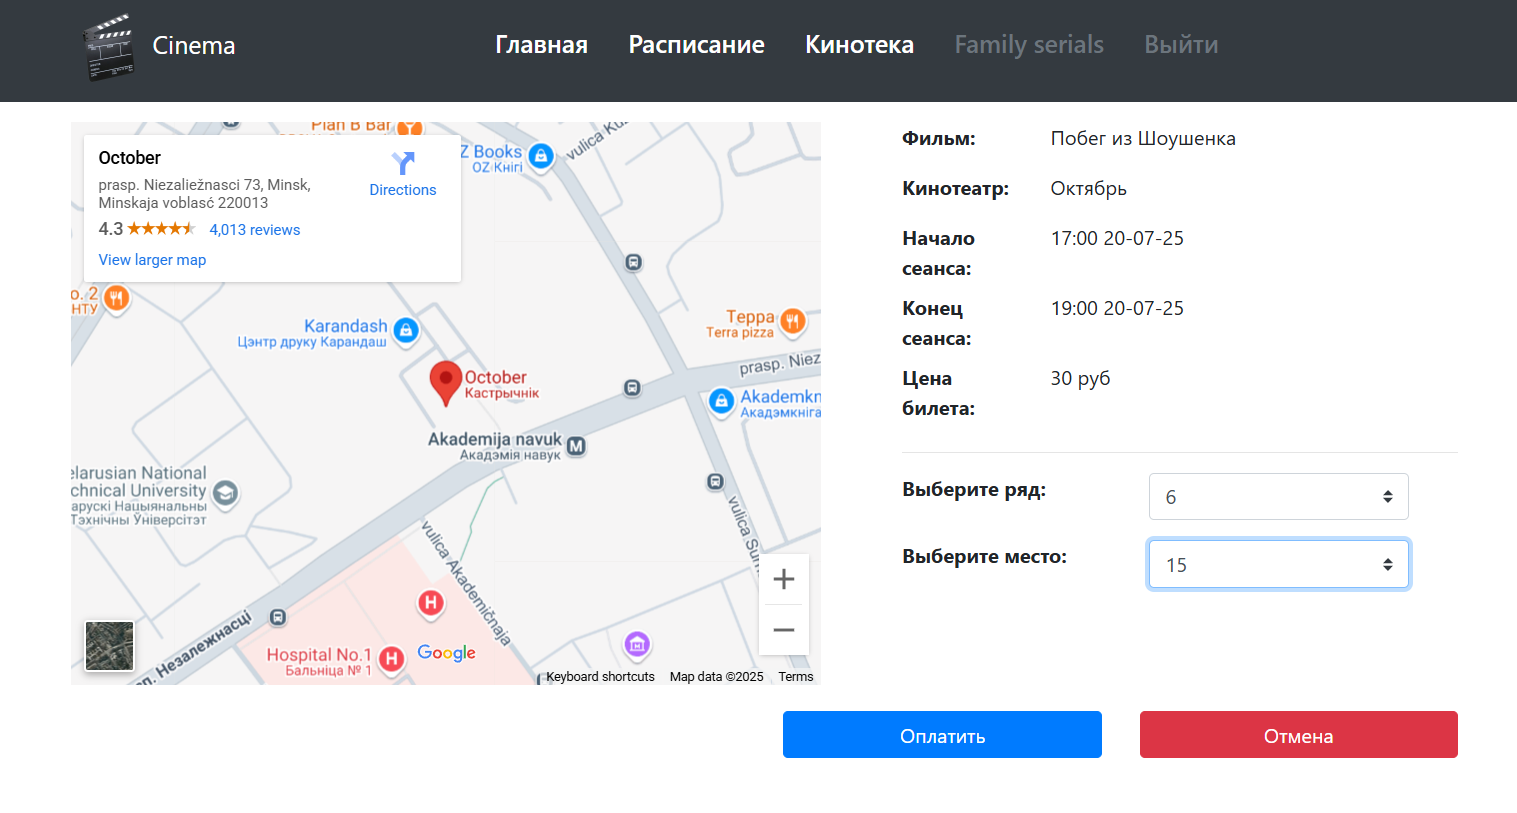 Cinema
Главная
Расписание
Кинотека
Family serials
Выйти
October
prasp. Niezaliežnasci 73, Minsk,
Minskaja voblasć 220013
4.3
4,013 reviews
View larger map
Directions
Plan B Bar
Z Books
OZ Кнігі
vulica
o. 2
НТУ
Karandash
Цэнтр друку Карандаш
Терра
Terra pizza
prasp. Niez
October
Кастрычнік
Akademkn
Акадэмкніга
Akademija navuk
Акадэмія навук
M
elarusian National
chnical University
арускі Нацыянальны
Тэхнічны Ўніверсітэт
vulica Akademičnaja
vulica Sur
п. Незалежнасці
H
Hospital No.1
Бальніца № 1
H
Google
Keyboard shortcuts
Map data ©2025
Terms
Фильм:
Побег из Шоушенка
Кинотеатр:
Октябрь
Начало
сеанса:
17:00 20-07-25
Конец
сеанса:
19:00 20-07-25
Цена
билета:
30 руб
Выберите ряд:
6
Выберите место:
15
Оплатить
Отмена